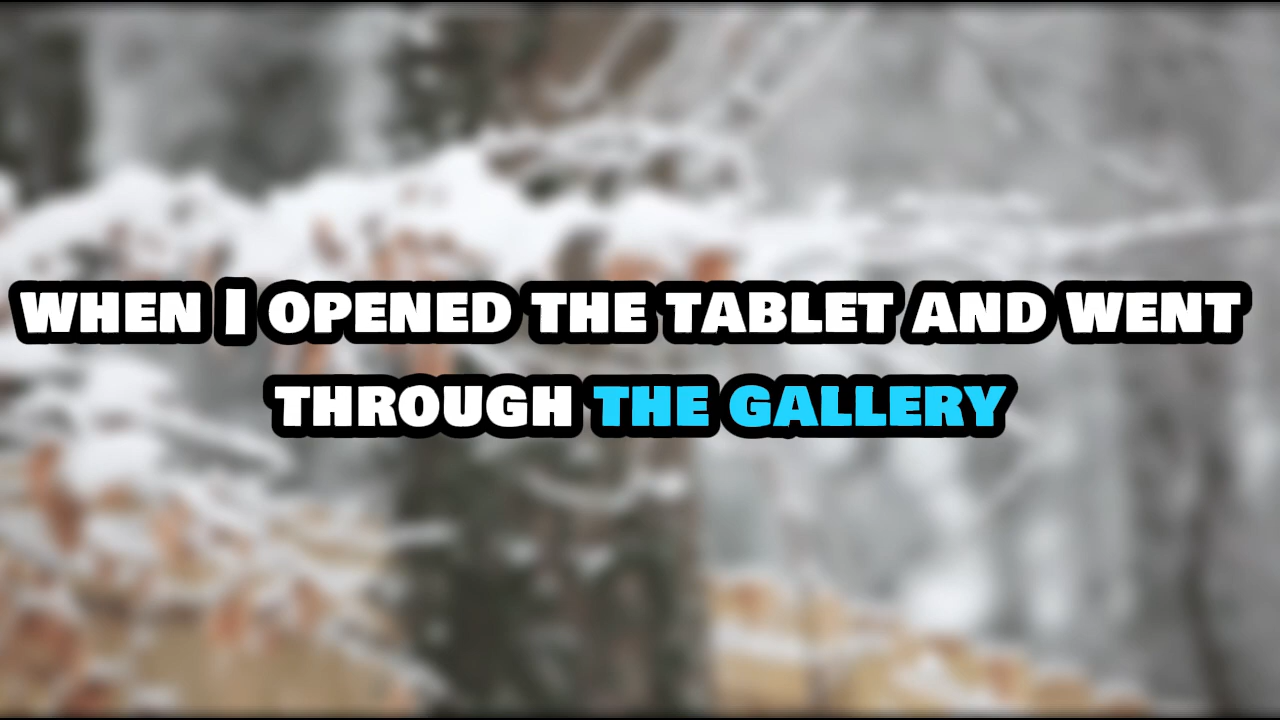 WHEN I OPENED THE TABLET AND WENT
THROUGH THE GALLERY